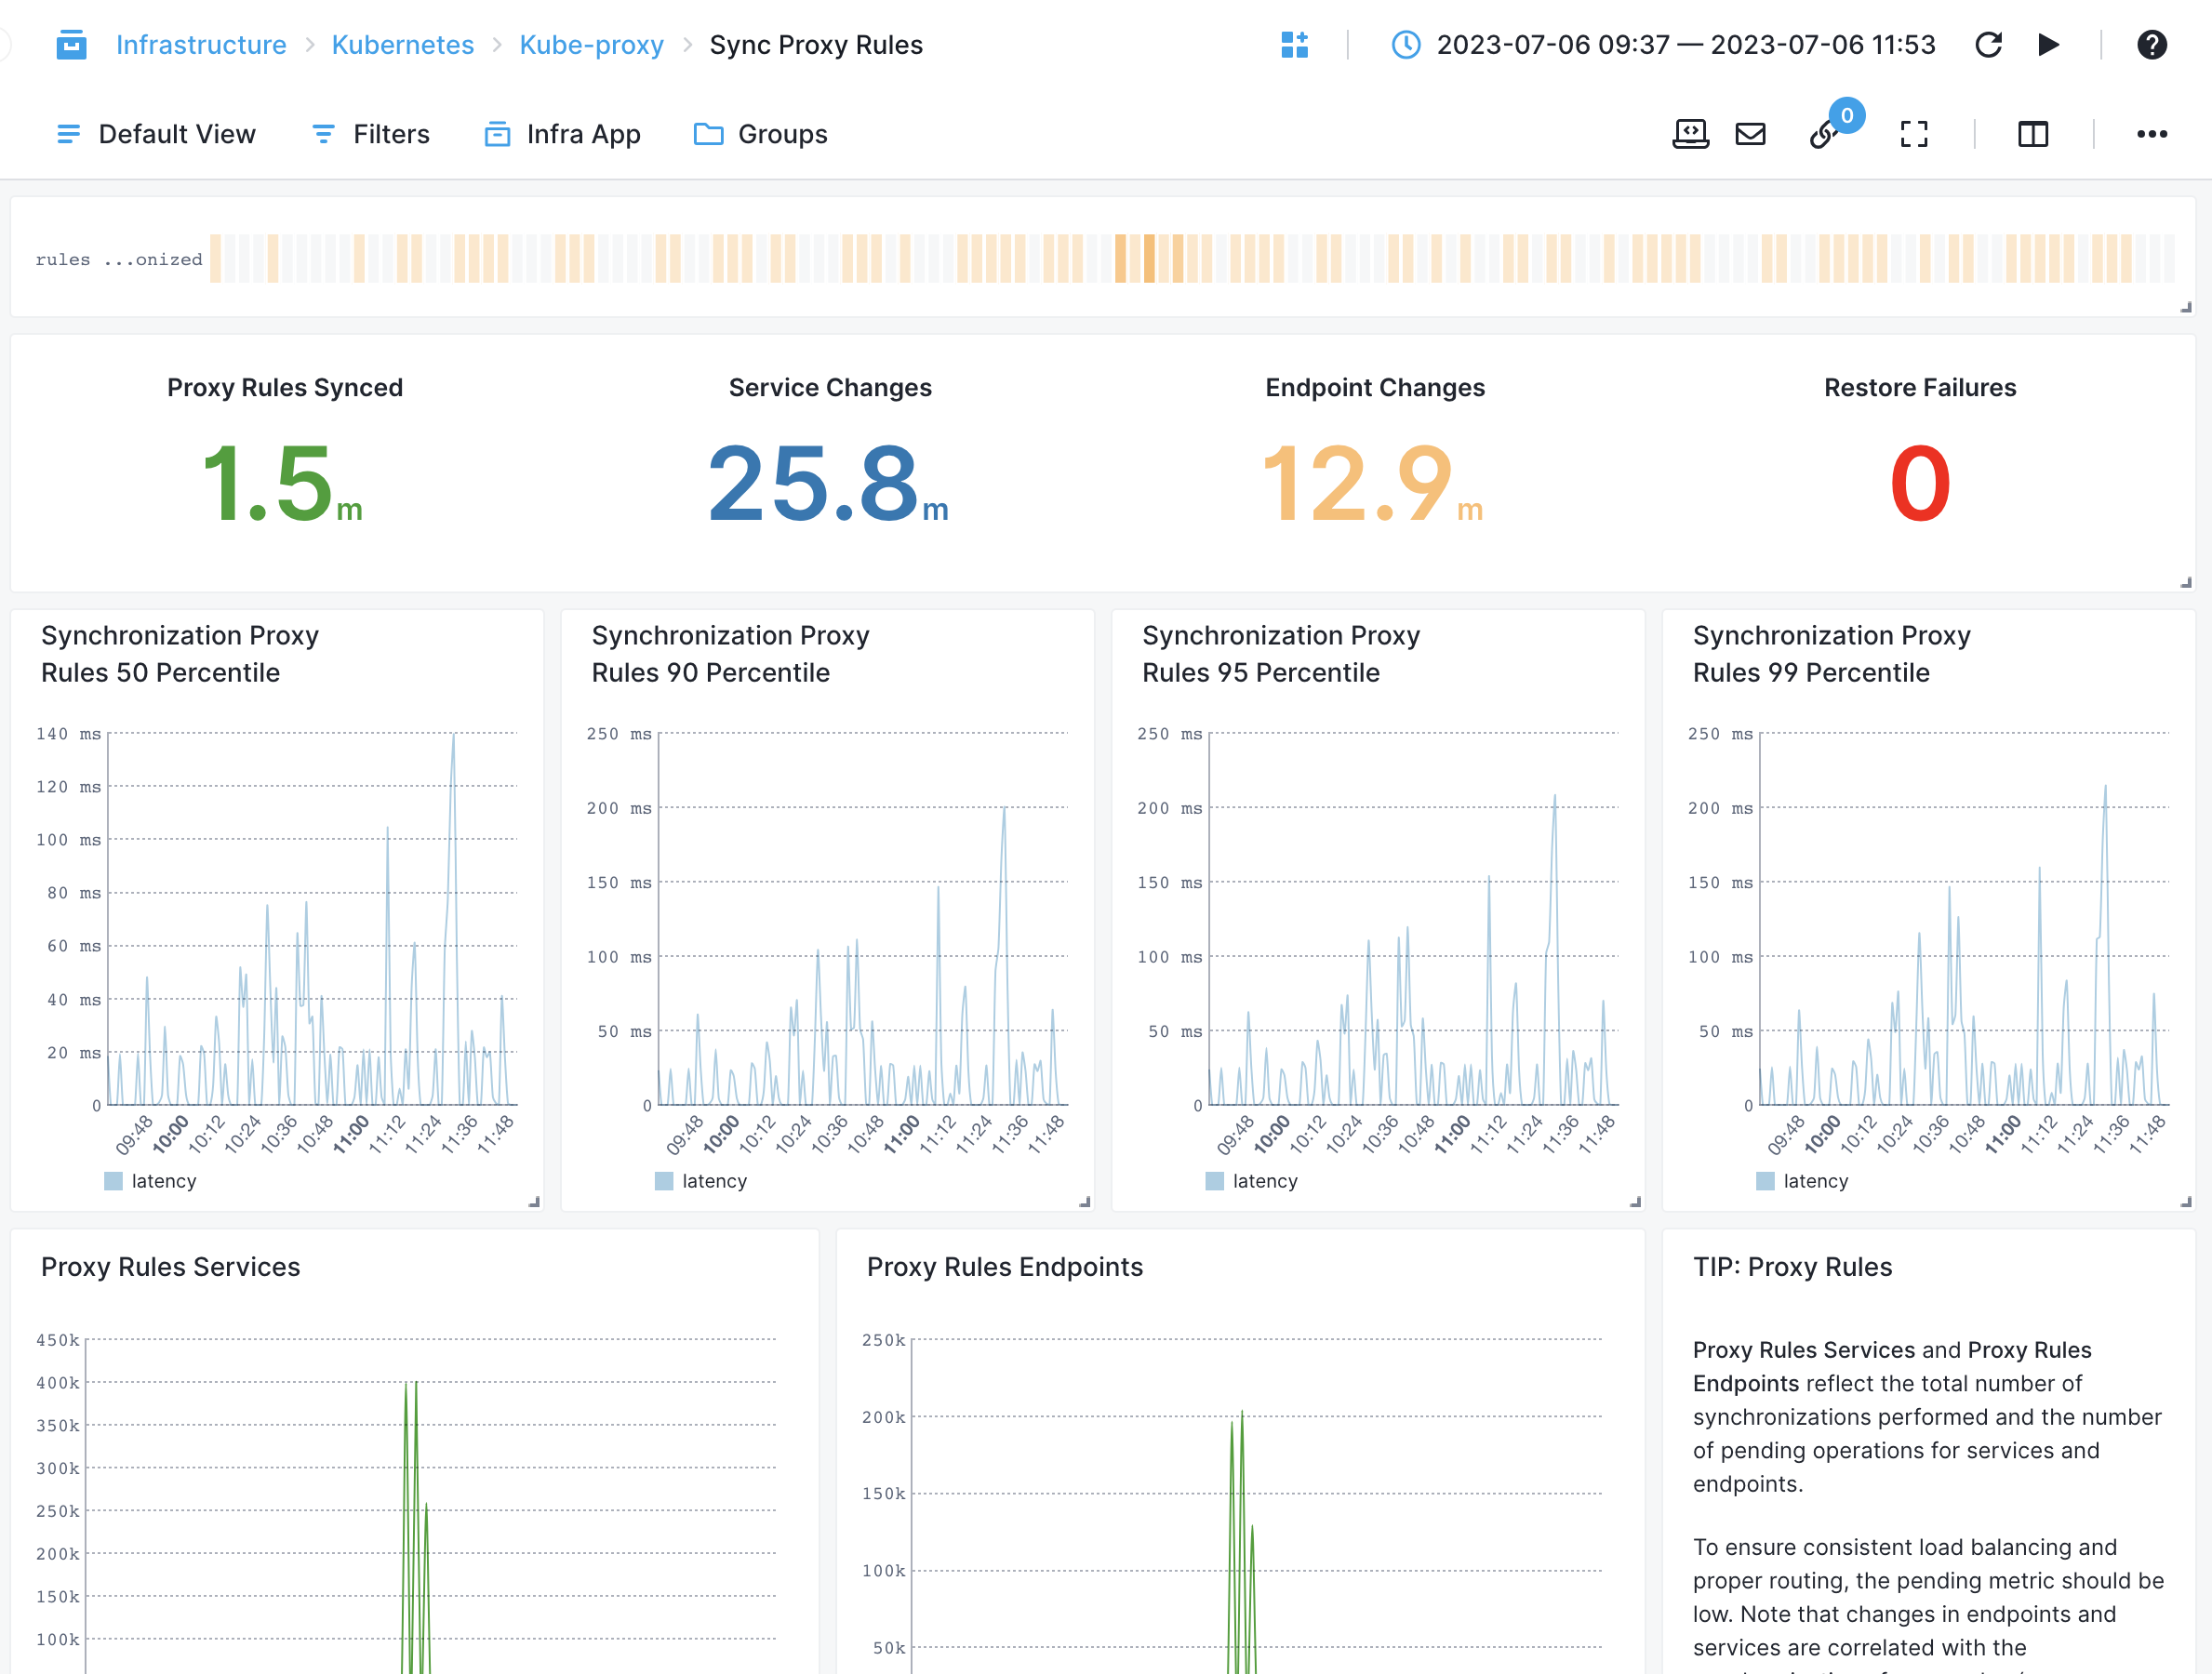 Infrastructure > Kubernetes > Kube-proxy > Sync Proxy Rules
2023-07-06 09:37 — 2023-07-06 11:53
Default View
Filters
Infra App
Groups
0
rules ...onized
Proxy Rules Synced
1.5m
Service Changes
25.8m
Endpoint Changes
12.9m
Restore Failures
0
Synchronization Proxy
Rules 50 Percentile
140 ms
120 ms
100 ms
80 ms
60 ms
40 ms
20 ms
0
09:48 10:00 10:12 10:24 10:36 10:48 11:00 11:12 11:24 11:36 11:48
latency
Synchronization Proxy
Rules 90 Percentile
250 ms
200 ms
150 ms
100 ms
50 ms
0
09:48 10:00 10:12 10:24 10:36 10:48 11:00 11:12 11:24 11:36 11:48
latency
Synchronization Proxy
Rules 95 Percentile
250 ms
200 ms
150 ms
100 ms
50 ms
0
09:48 10:00 10:12 10:24 10:36 10:48 11:00 11:12 11:24 11:36 11:48
latency
Synchronization Proxy
Rules 99 Percentile
250 ms
200 ms
150 ms
100 ms
50 ms
0
09:48 10:00 10:12 10:24 10:36 10:48 11:00 11:12 11:24 11:36 11:48
latency
Proxy Rules Services
450k
400k
350k
300k
250k
200k
150k
100k
Proxy Rules Endpoints
250k
200k
150k
100k
50k
TIP: Proxy Rules
Proxy Rules Services and Proxy Rules
Endpoints reflect the total number of
synchronizations performed and the number
of pending operations for services and
endpoints.
To ensure consistent load balancing and
proper routing, the pending metric should be
low. Note that changes in endpoints and
services are correlated with the